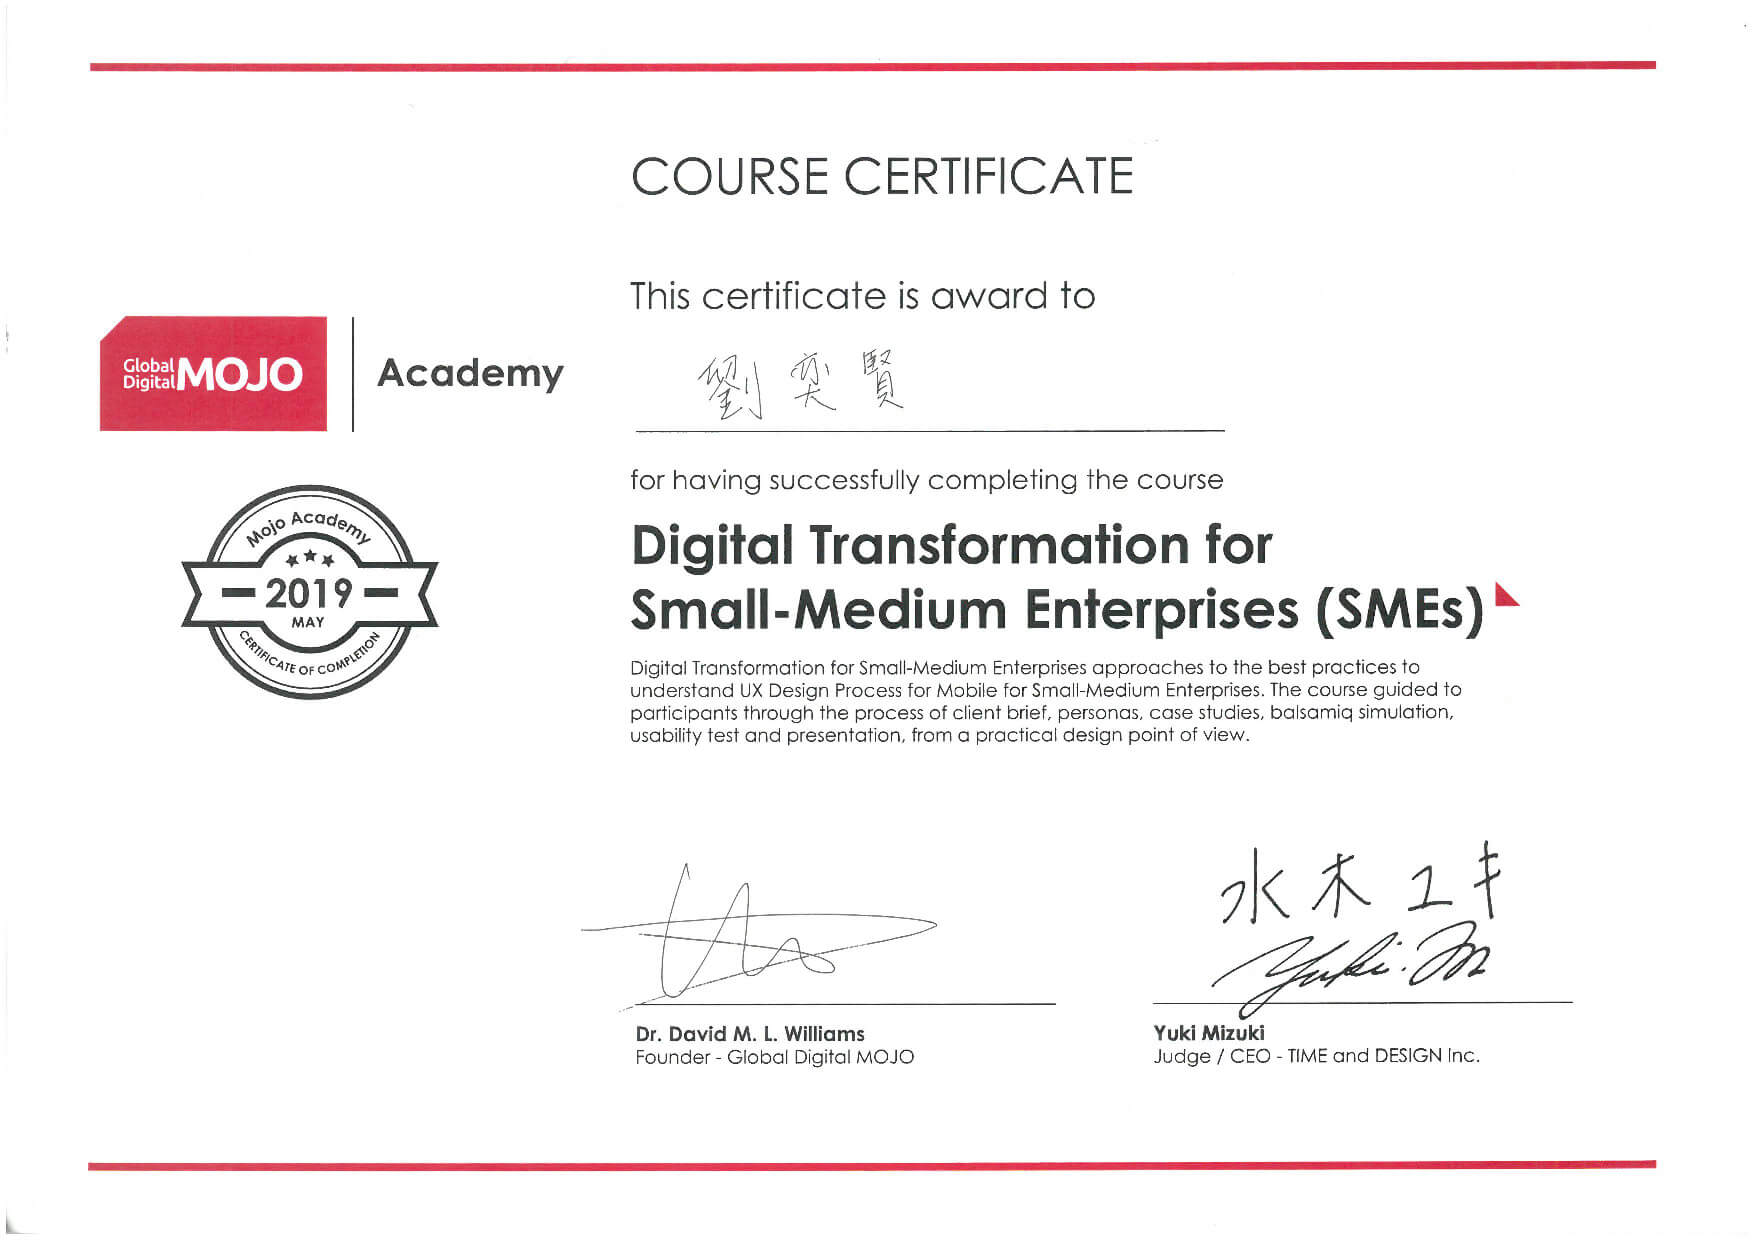 COURSE CERTIFICATE
This certificate is award to
劉奕賢
Global Digital MOJO
Academy
for having successfully completing the course
Mojo Academy
2019
MAY
CERTIFICATE OF COMPLETION
Digital Transformation for
Small-Medium Enterprises (SMEs)
Digital Transformation for Small-Medium Enterprises approaches to the best practices to
understand UX Design Process for Mobile for Small-Medium Enterprises. The course guided to
participants through the process of client brief, personas, case studies, balsamiq simulation,
usability test and presentation, from a practical design point of view.
水木ユキ
Yuki. M
Dr. David M. L. Williams
Founder - Global Digital MOJO
Yuki Mizuki
Judge / CEO - TIME and DESIGN Inc.